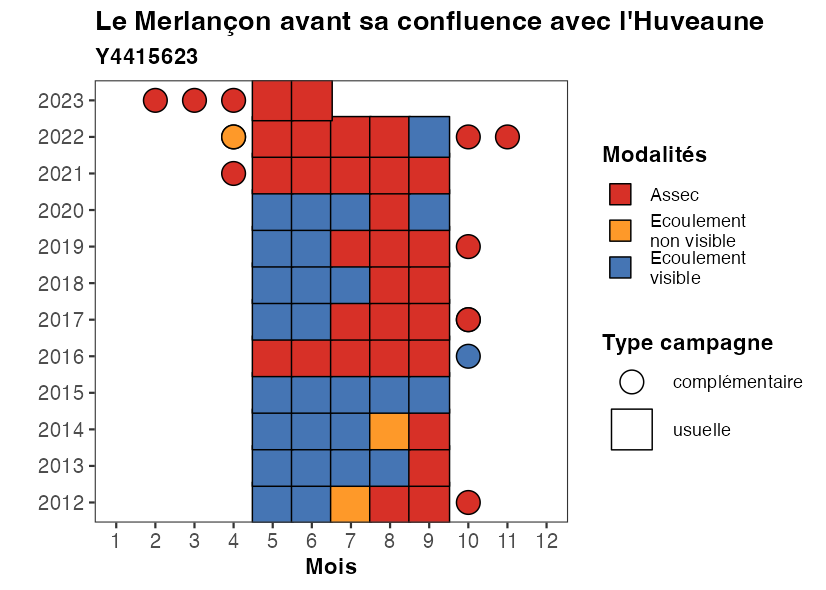 Le Merlançon avant sa confluence avec l'Huveaune
Y4415623
2023
2022
2021
2020
2019
2018
2017
2016
2015
2014
2013
2012
1 2 3 4 5 6 7 8 9 10 11 12
Mois
Modalités
Assec
Ecoulement
non visible
Ecoulement
visible
Type campagne
complémentaire
usuelle